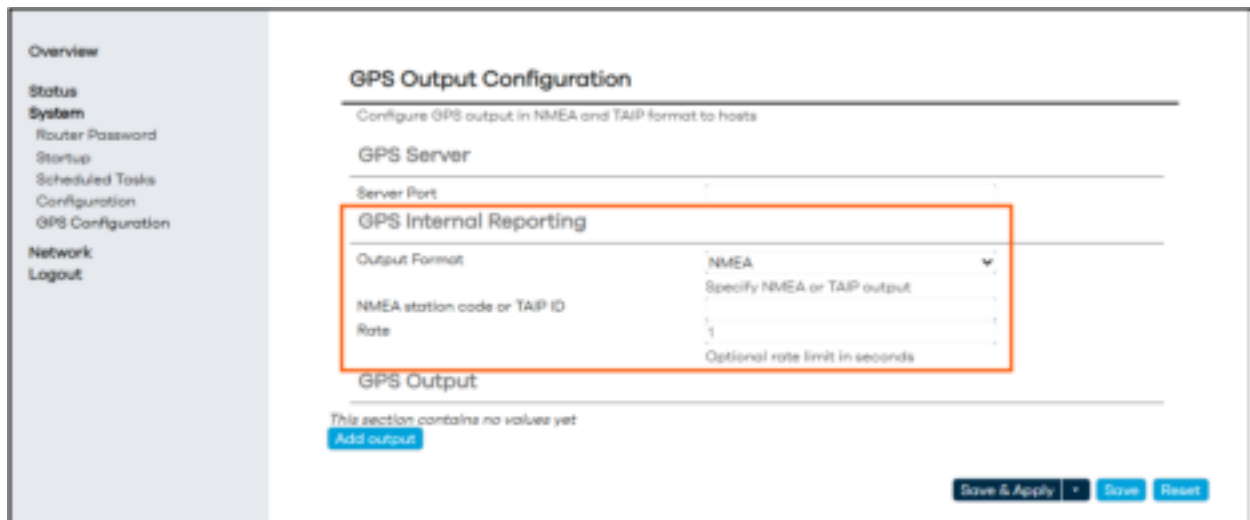 Overview
Status
System
Router Password
Startup
Scheduled Tasks
Configuration
GPS Configuration
Network
Logout
GPS Output Configuration
Configure GPS output in NMEA and TAIP format to hosts
GPS Server
Server Port
GPS Internal Reporting
Output Format
NMEA
Specify NMEA or TAIP output
NMEA station code or TAIP ID
Rate
1
Optional rate limit in seconds
GPS Output
This section contains no values yet
Add output
Save & Apply
Save
Reset